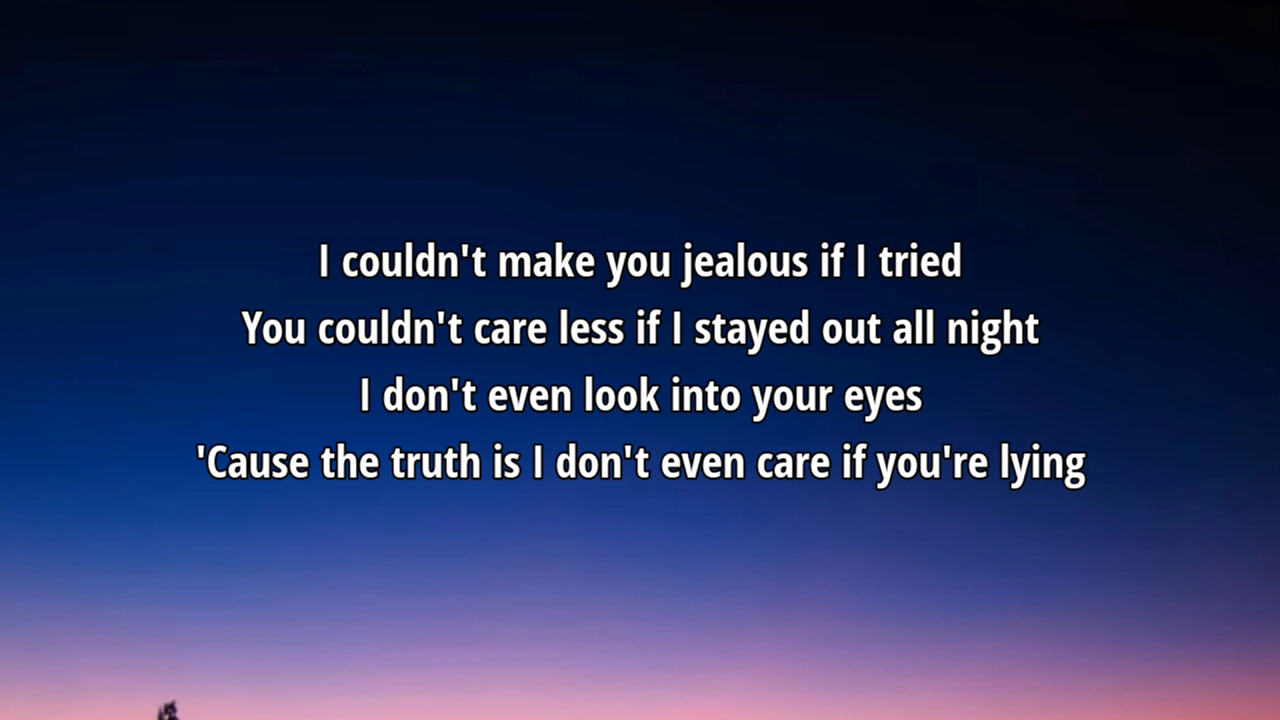 I couldn't make you jealous if I tried
You couldn't care less if I stayed out all night
I don't even look into your eyes
'Cause the truth is I don't even care if you're lying